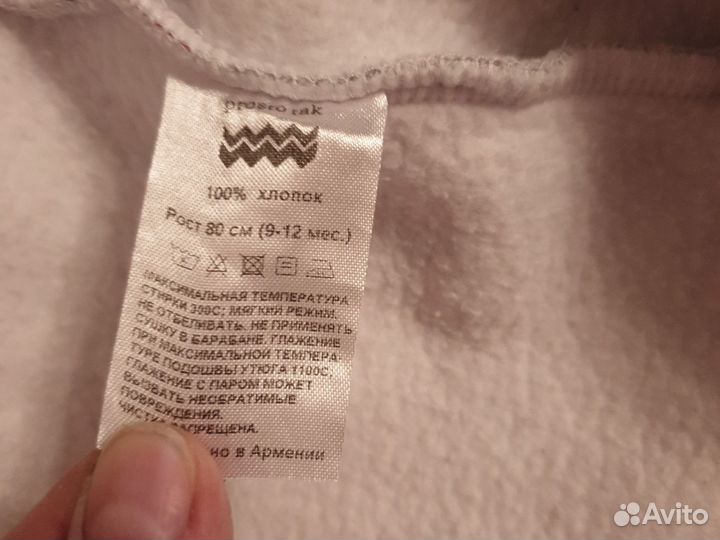 prosto tak
100% хлопок
Рост 80 см (9-12 мес.)
МАКСИМАЛЬНАЯ ТЕМПЕРАТУРА
СТИРКИ 300С; МЯГКИЙ РЕЖИМ.
НЕ ОТБЕЛИВАТЬ. НЕ ПРИМЕНЯТЬ
СУШКУ В БАРАБАНЕ. ГЛАЖЕНИЕ
ПРИ МАКСИМАЛЬНОЙ ТЕМПЕРА
ТУРЕ ПОДОШВЫ УТЮГА 1100С,
ГЛАЖЕНИЕ С ПАРОМ МОЖЕТ
ВЫЗВАТЬ НЕОБРАТИМЫЕ
ПОВРЕЖДЕНИЯ.
ЧИСТКА ЗАПРЕЩЕНА.
но в Армении
Avito